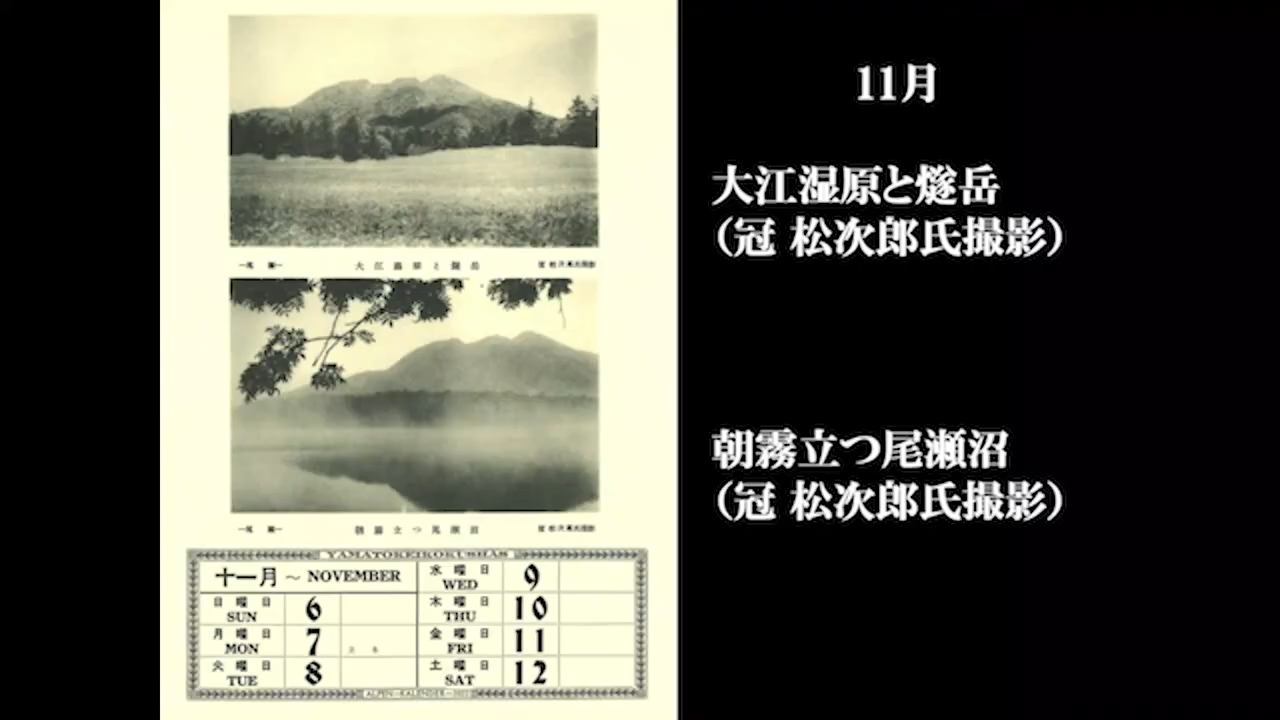 11月
大江湿原と燧岳
（冠 松次郎氏撮影）
朝霧立つ尾瀬沼
（冠 松次郎氏撮影）
大江濕原と燧岳
朝霧立つ尾瀬沼
十一月 ～ NOVEMBER
日曜日 SUN 6
月曜日 MON 7
火曜日 TUE 8
水曜日 WED 9
木曜日 THU 10
金曜日 FRI 11
土曜日 SAT 12